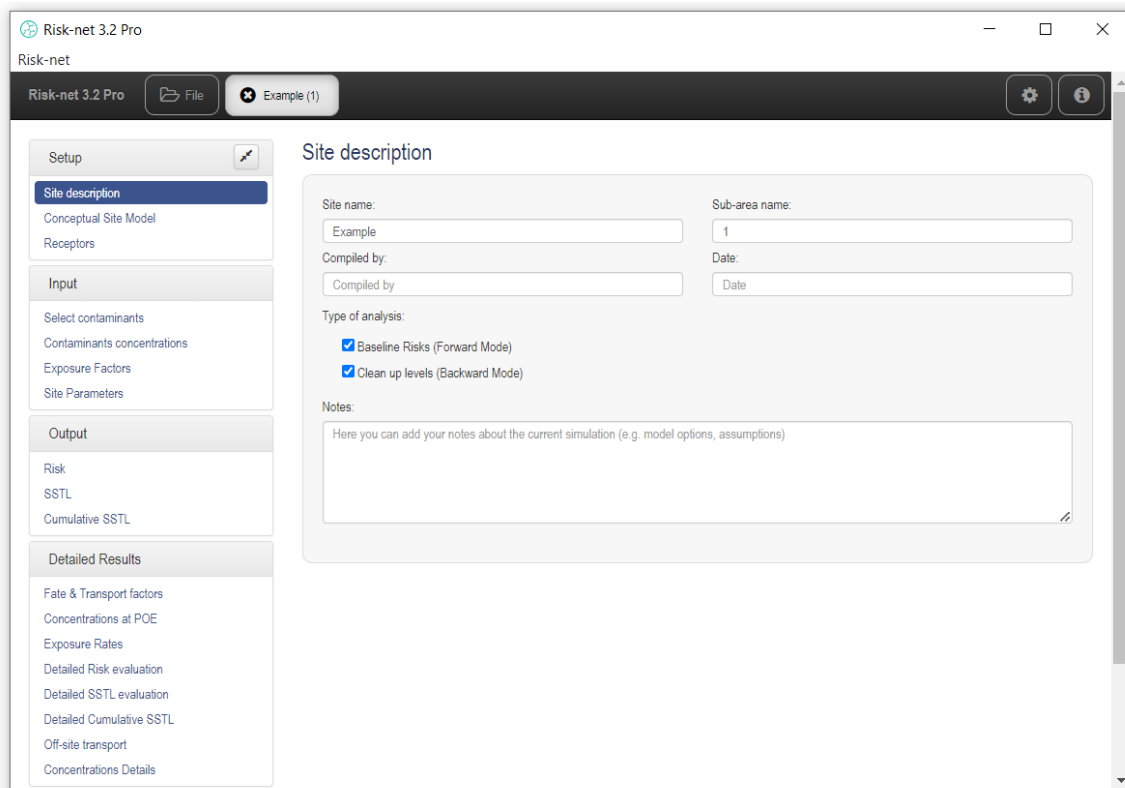 Risk-net 3.2 Pro
Risk-net
Risk-net 3.2 Pro
File
Example (1)
Setup
Site description
Conceptual Site Model
Receptors
Input
Select contaminants
Contaminants concentrations
Exposure Factors
Site Parameters
Output
Risk
SSTL
Cumulative SSTL
Detailed Results
Fate & Transport factors
Concentrations at POE
Exposure Rates
Detailed Risk evaluation
Detailed SSTL evaluation
Detailed Cumulative SSTL
Off-site transport
Concentrations Details
Site description
Site name:
Sub-area name:
Example
1
Compiled by:
Date:
Compiled by
Date
Type of analysis:
Baseline Risks (Forward Mode)
Clean up levels (Backward Mode)
Notes:
Here you can add your notes about the current simulation (e.g. model options, assumptions)